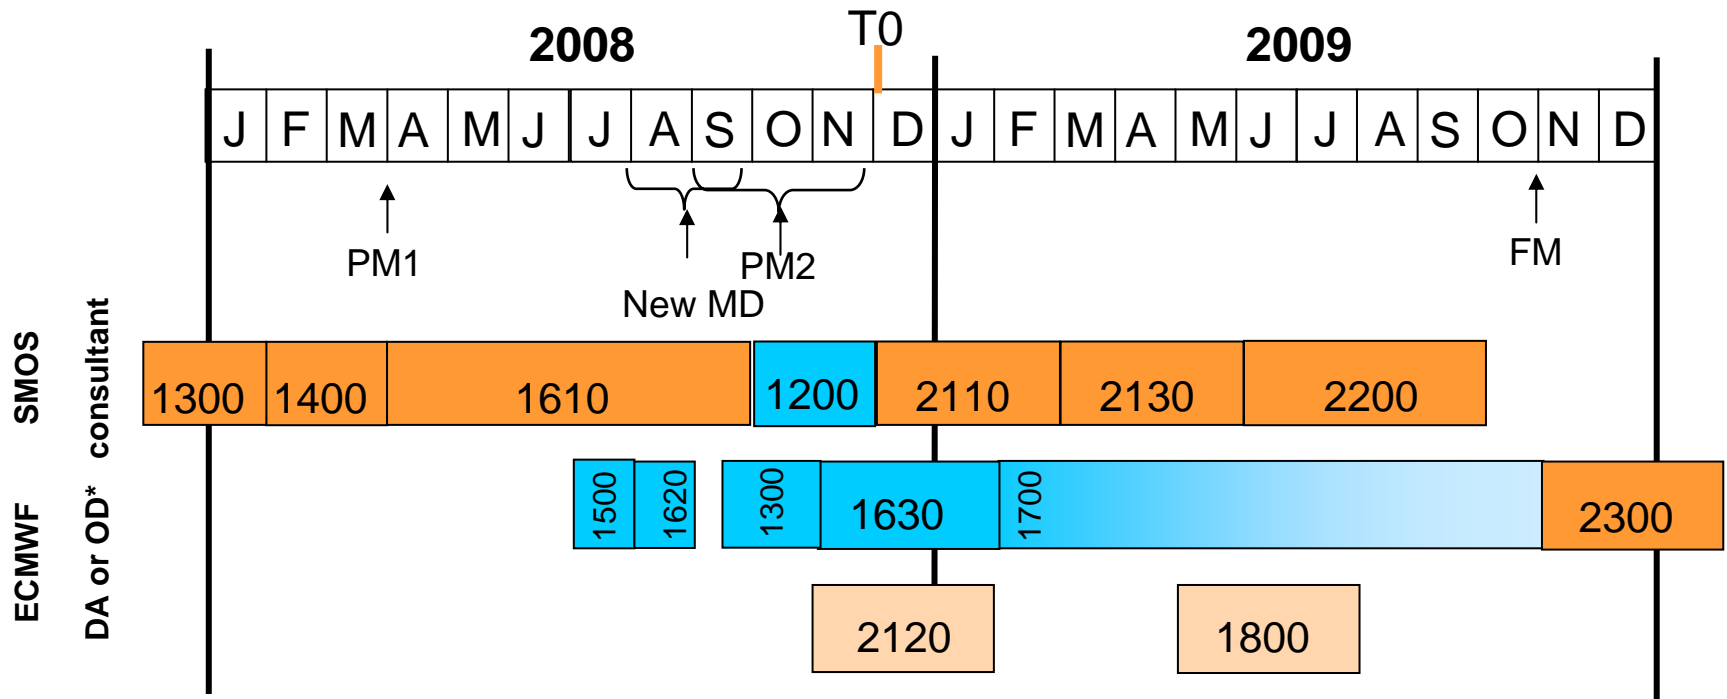 T0
2008 2009
J F M A M J J A S O N D J F M A M J J A S O N D
PM1
New MD
PM2
FM
SMOS
consultant
1300 1400 1610 1200 2110 2130 2200
ECMWF
DA or OD*
1500 1620 1300 1630 1700 2300
2120 1800